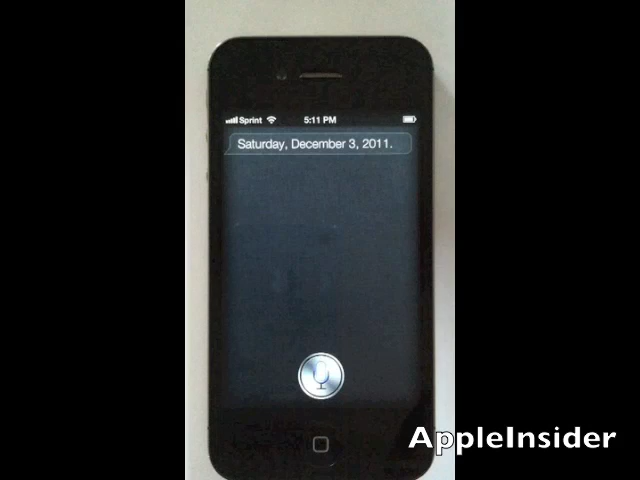 Sprint 5:11 PM
Saturday, December 3, 2011.
AppleInsider